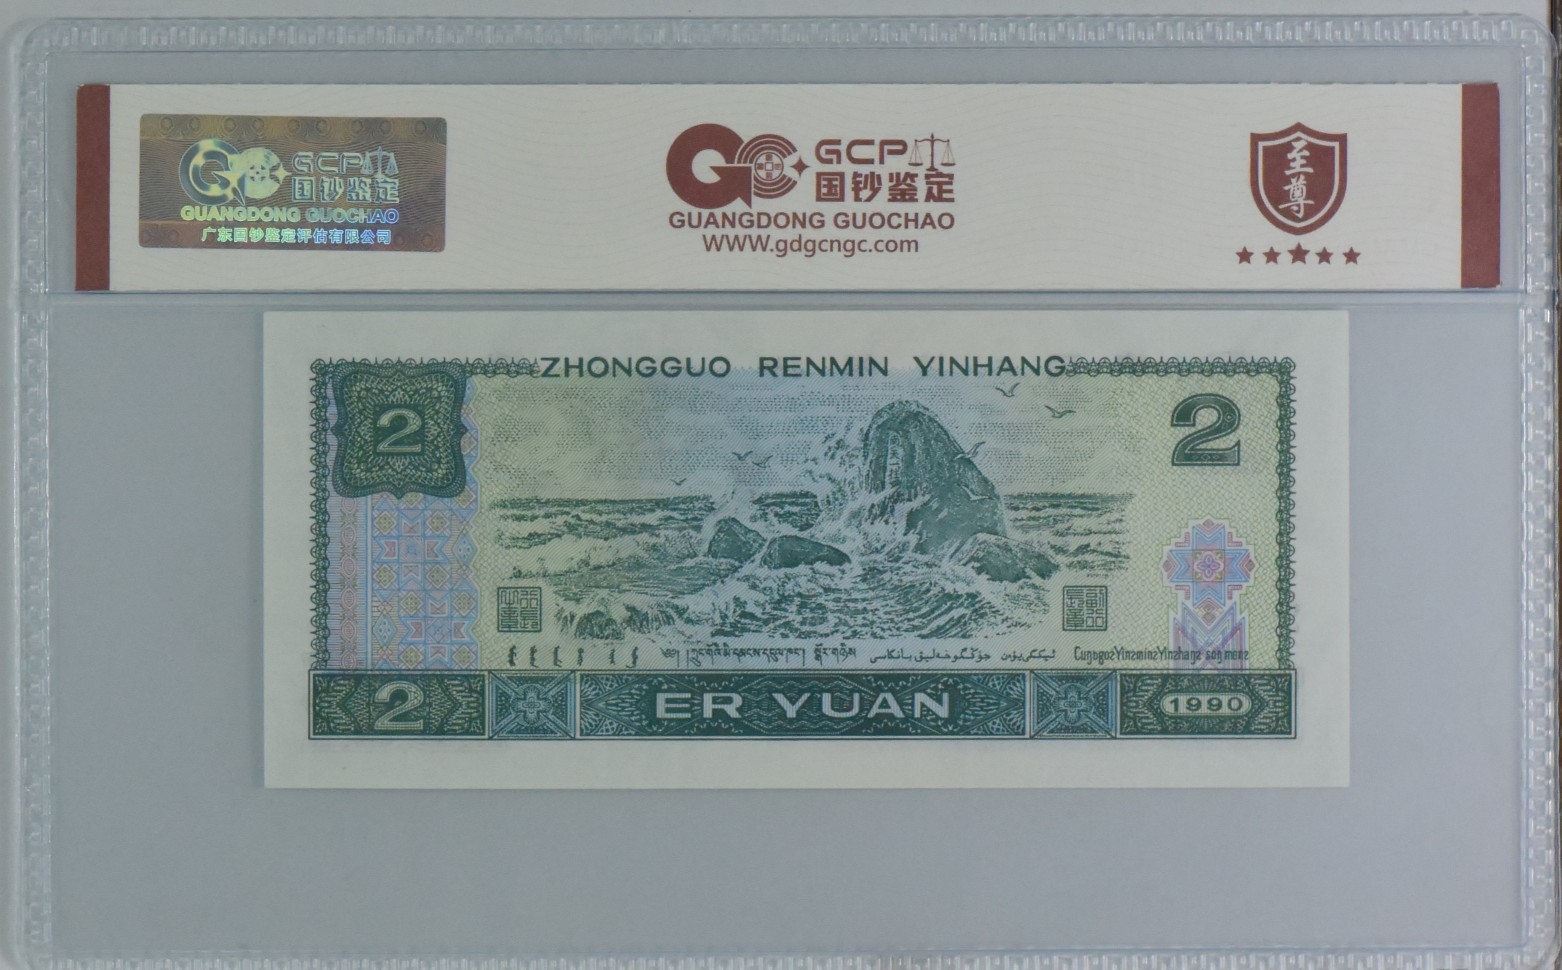 GCP
国钞鉴定
GUANGDONG GUOCHAO
广东国钞鉴定评估有限公司
GCP
国钞鉴定
GUANGDONG GUOCHAO
WWW.gdgcngc.com
至尊
ZHONGGUO RENMIN YINHANG
2
2
Cuŋƣgoƨ Yinƨminƨ Yinƨhaŋƨ
2
ER YUAN
1990